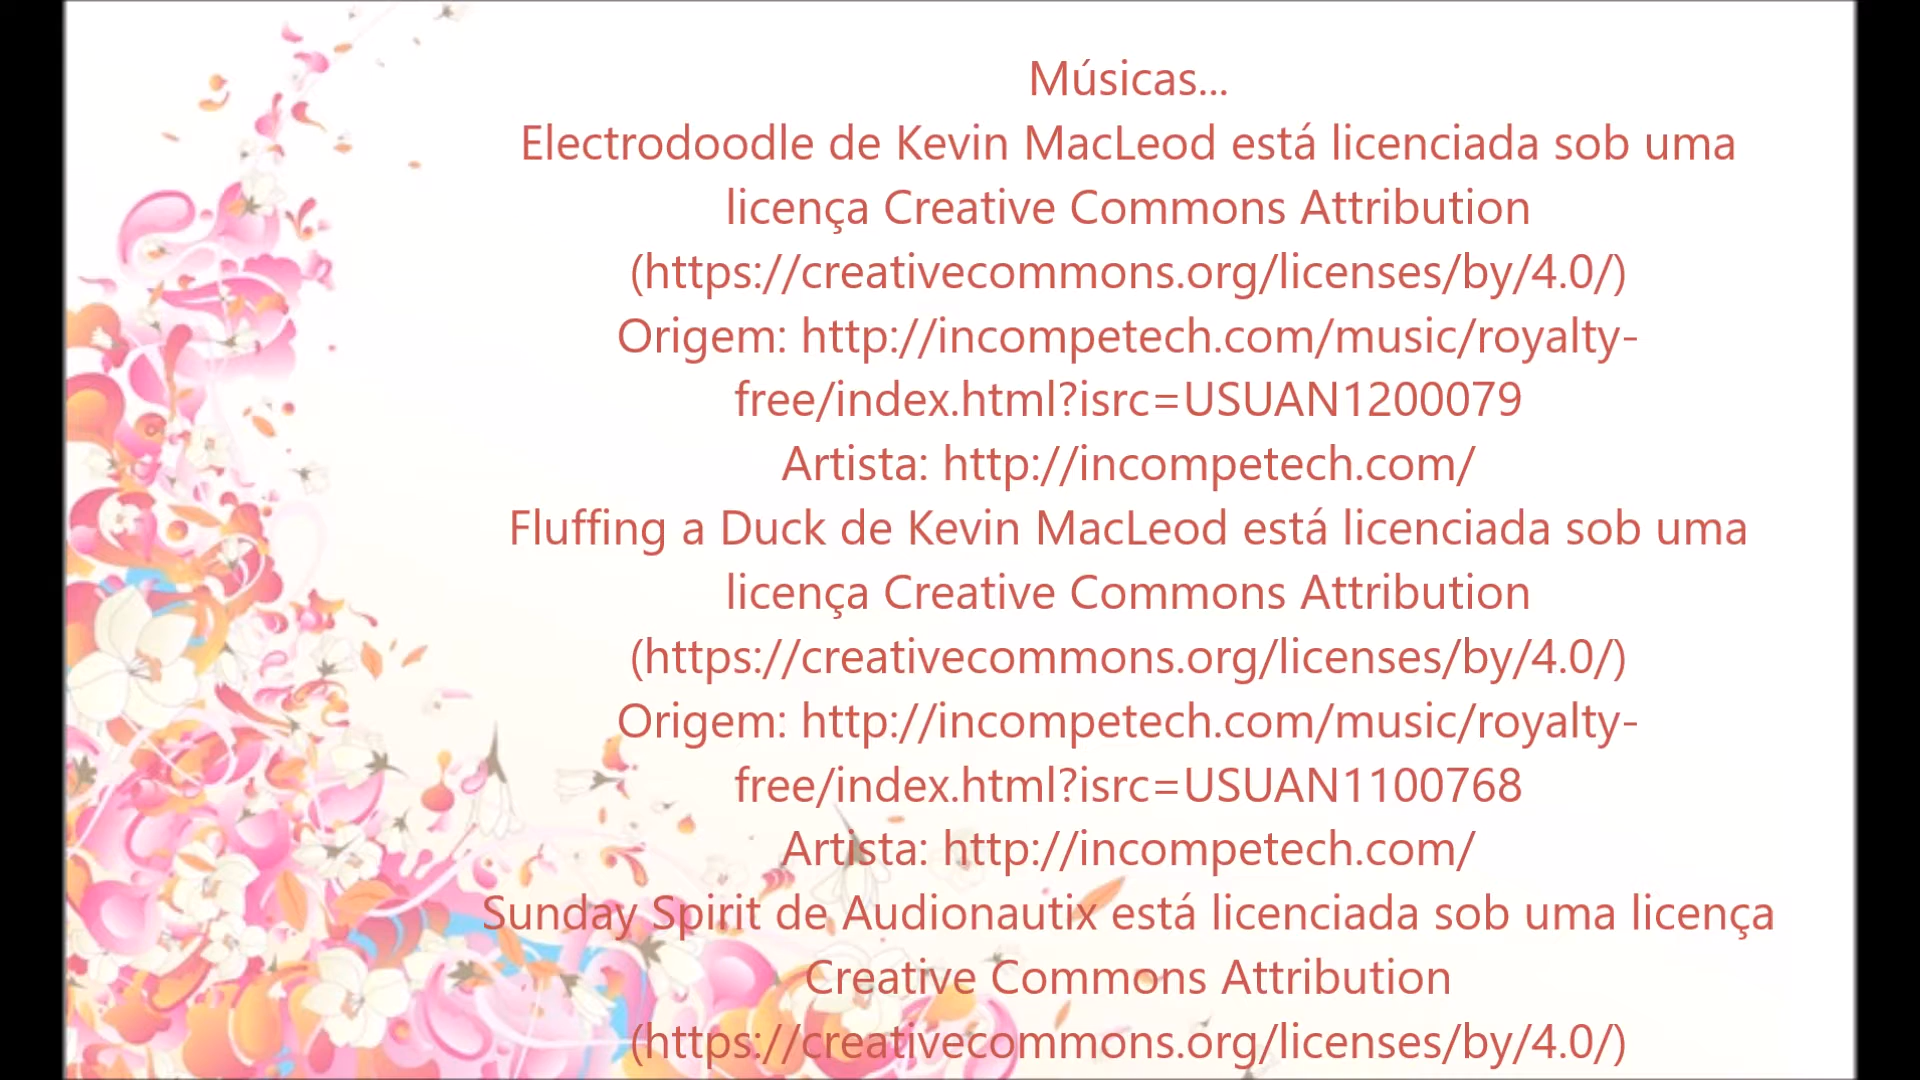 Músicas...
Electrodoodle de Kevin MacLeod está licenciada sob uma
licença Creative Commons Attribution
(https://creativecommons.org/licenses/by/4.0/)
Origem: http://incompetech.com/music/royalty-
free/index.html?isrc=USUAN1200079
Artista: http://incompetech.com/
Fluffing a Duck de Kevin MacLeod está licenciada sob uma
licença Creative Commons Attribution
(https://creativecommons.org/licenses/by/4.0/)
Origem: http://incompetech.com/music/royalty-
free/index.html?isrc=USUAN1100768
Artista: http://incompetech.com/
Sunday Spirit de Audionautix está licenciada sob uma licença
Creative Commons Attribution
(https://creativecommons.org/licenses/by/4.0/)